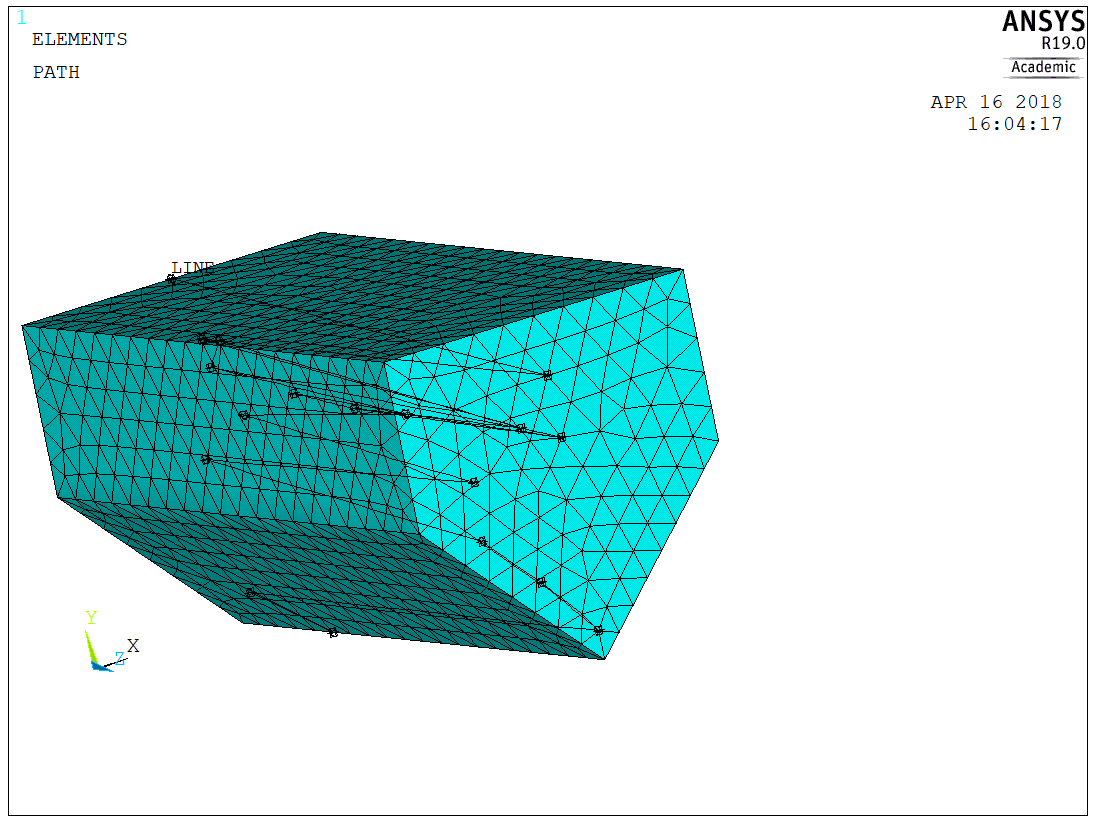 1
ELEMENTS
PATH
ANSYS
R19.0
Academic
APR 16 2018
16:04:17
LINE
Y
X
Z